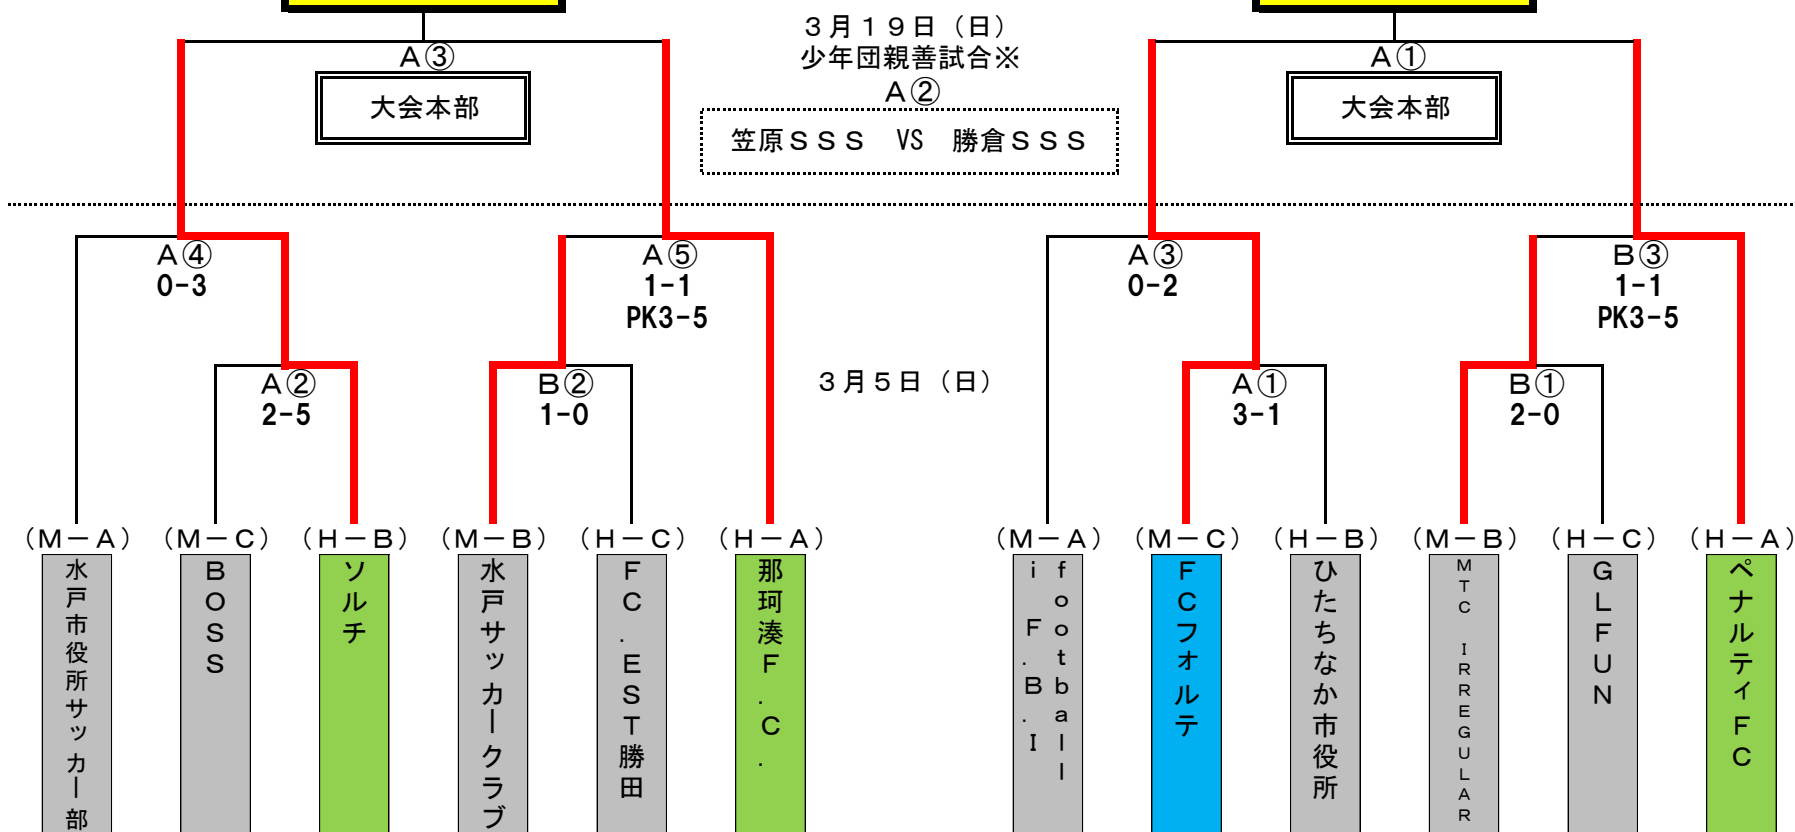 ３月１９日（日）
少年団親善試合※
Ａ③
Ａ②
Ａ①
大会本部
笠原ＳＳＳ　VS　勝倉ＳＳＳ
大会本部
Ａ④
0-3
Ａ⑤
1-1
PK3-5
Ａ③
0-2
Ｂ③
1-1
PK3-5
３月５日（日）
Ａ②
2-5
Ｂ②
1-0
Ａ①
3-1
Ｂ①
2-0
（Ｍ－Ａ）
（Ｍ－Ｃ）
（Ｈ－Ｂ）
（Ｍ－Ｂ）
（Ｈ－Ｃ）
（Ｈ－Ａ）
（Ｍ－Ａ）
（Ｍ－Ｃ）
（Ｈ－Ｂ）
（Ｍ－Ｂ）
（Ｈ－Ｃ）
（Ｈ－Ａ）
水戸市役所サッカー部
ＢＯＳＳ
ソルチ
水戸サッカークラブ
ＦＣ．ＥＳＴ勝田
那珂湊Ｆ．Ｃ．
ｆｏｏｔｂａｌｌ
ｉＦ．Ｂ．Ｉ
ＦＣフォルテ
ひたちなか市役所
ＭＴＣ　ＩＲＲＥＧＵＬＡＲ
ＧＬＦＵＮ
ペナルティＦＣ